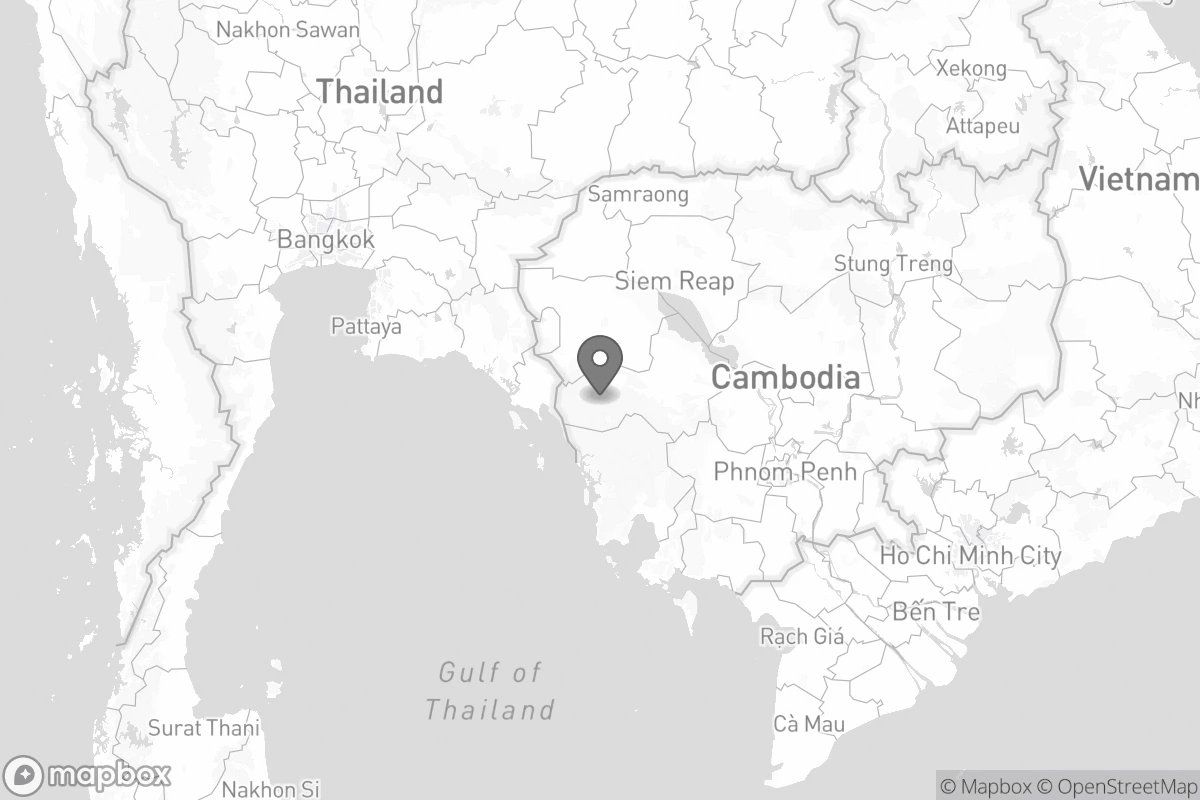 Nakhon Sawan
Thailand
Xekong
Attapeu
Vietnam
Samraong
Bangkok
Stung Treng
Siem Reap
Pattaya
Cambodia
Nh
Phnom Penh
Ho Chi Minh City
Bến Tre
Rạch Giá
Gulf of
Thailand
Surat Thani
Cà Mau
Nakhon Si
mapbox
© Mapbox © OpenStreetMap